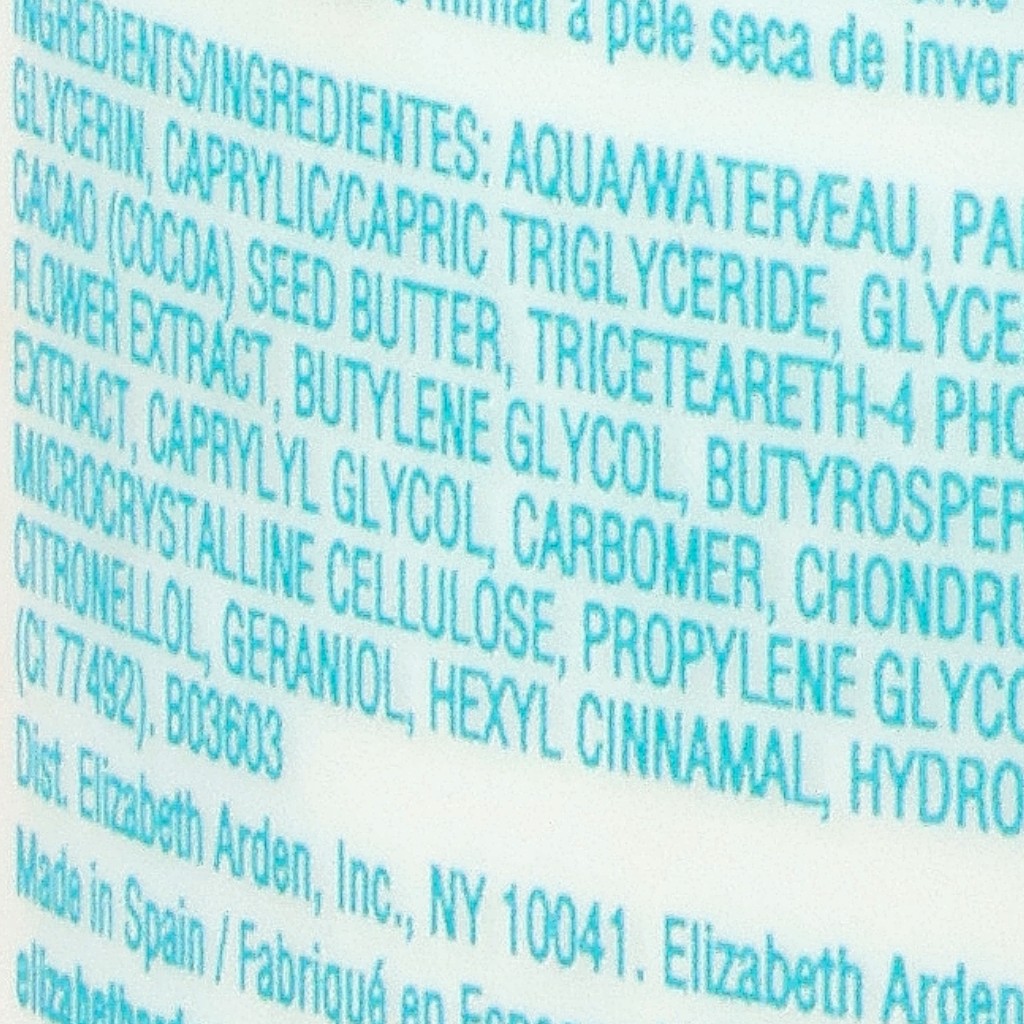 a pele seca de inver
INGREDIENTS/INGREDIENTES: AQUA/WATER/EAU, PA
GLYCERIN, CAPRYLIC/CAPRIC TRIGLYCERIDE, GLYCE
CACAO (COCOA) SEED BUTTER, TRICETEARETH-4 PHO
FLOWER EXTRACT, BUTYLENE GLYCOL, BUTYROSPER
EXTRACT, CAPRYLYL GLYCOL, CARBOMER, CHONDRU
MICROCRYSTALLINE CELLULOSE, PROPYLENE GLYCO
CITRONELLOL, GERANIOL, HEXYL CINNAMAL, HYDRO
(CI 77492). B03603
Dist. Elizabeth Arden, Inc., NY 10041. Elizabeth Arden
Made in Spain / Fabriqué en